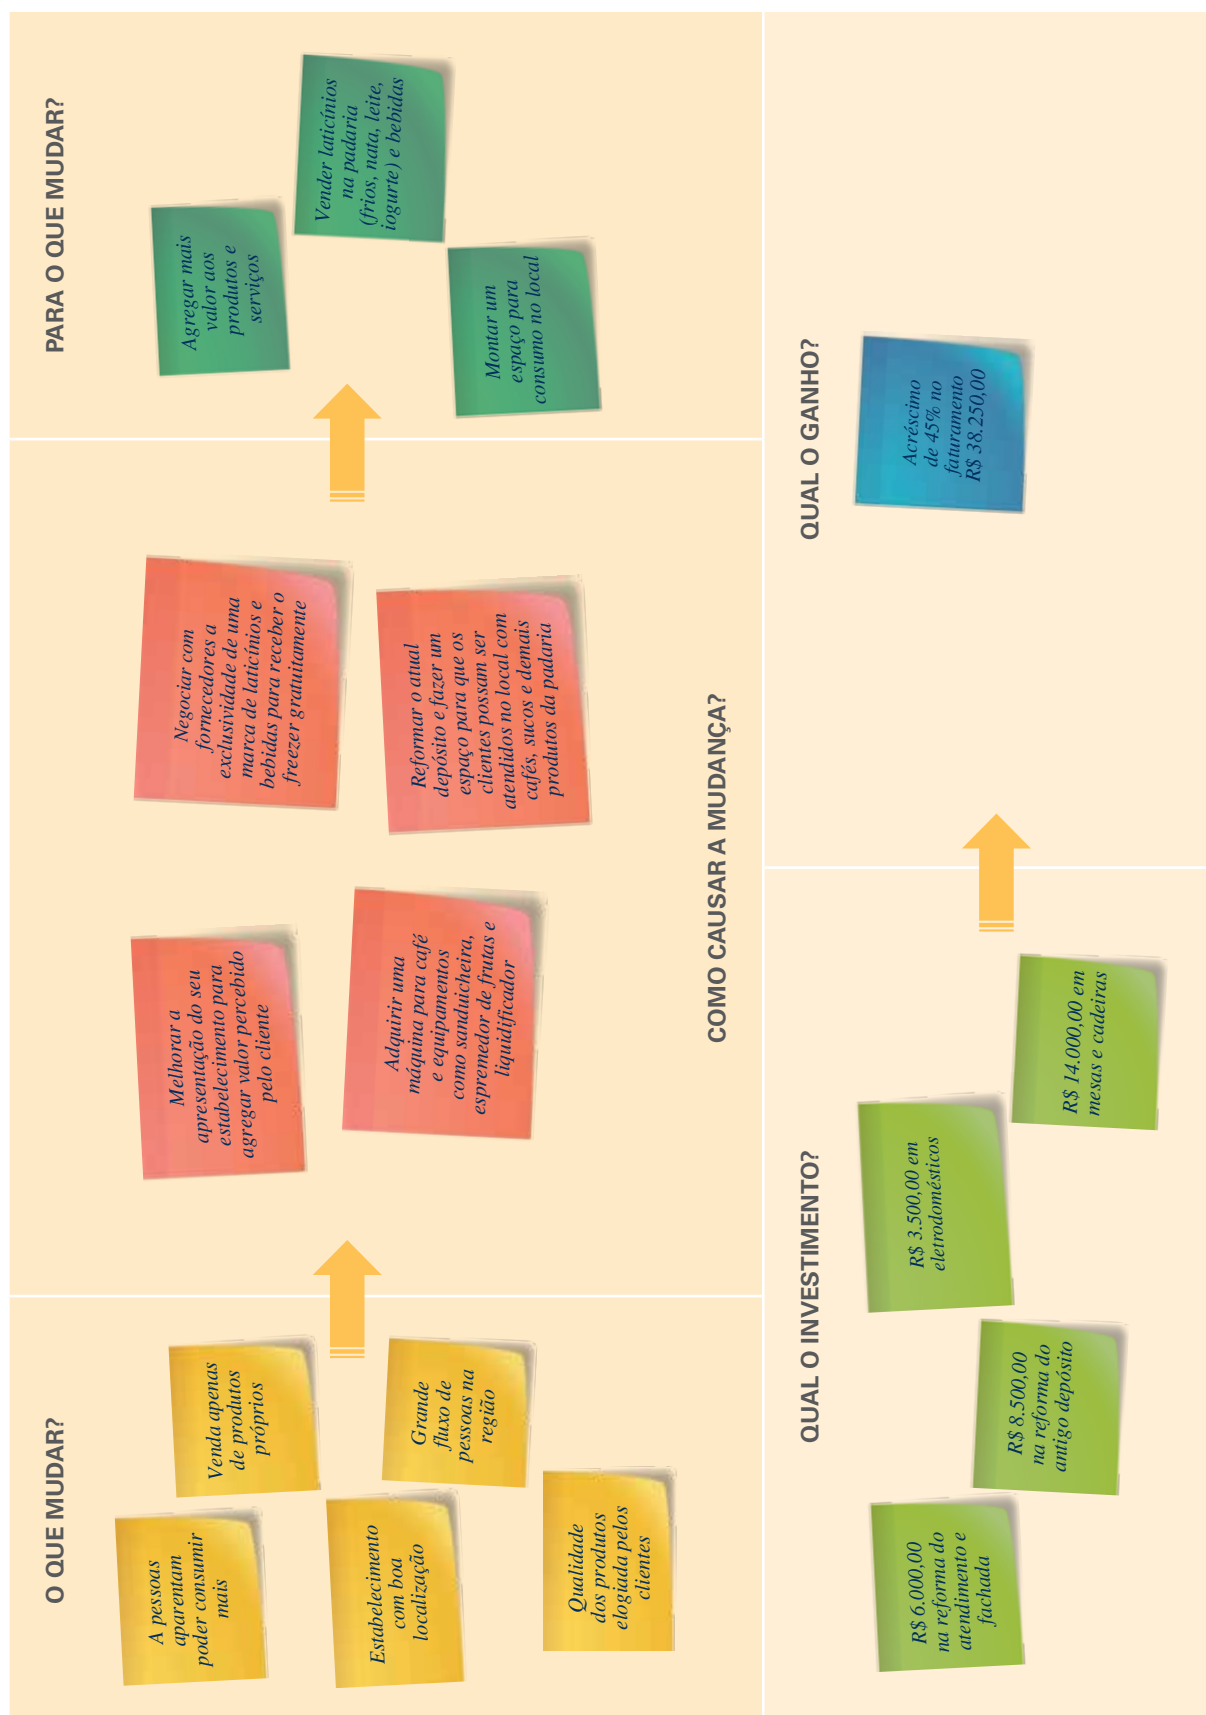 O QUE MUDAR?
A pessoas
aparentam
poder consumir
mais
Venda apenas
de produtos
próprios
Estabelecimento
com boa
localização
Grande
fluxo de
pessoas na
região
Qualidade
dos produtos
elogiada pelos
clientes
COMO CAUSAR A MUDANÇA?
Melhorar a
apresentação do seu
estabelecimento para
agregar valor percebido
pelo cliente
Negociar com
fornecedores a
exclusividade de uma
marca de laticínios e
bebidas para receber o
freezer gratuitamente
Adquirir uma
máquina para café
e equipamentos
como sanduicheira,
espremedor de frutas e
liquidificador
Reformar o atual
depósito e fazer um
espaço para que os
clientes possam ser
atendidos no local com
cafés, sucos e demais
produtos da padaria
PARA O QUE MUDAR?
Agregar mais
valor aos
produtos e
serviços
Vender laticínios
na padaria
(frios, nata, leite,
iogurte) e bebidas
Montar um
espaço para
consumo no local
QUAL O INVESTIMENTO?
R$ 6.000,00
na reforma do
atendimento e
fachada
R$ 8.500,00
na reforma do
antigo depósito
R$ 3.500,00 em
eletrodomésticos
R$ 14.000,00 em
mesas e cadeiras
QUAL O GANHO?
Acréscimo
de 45% no
faturamento
R$ 38.250,00